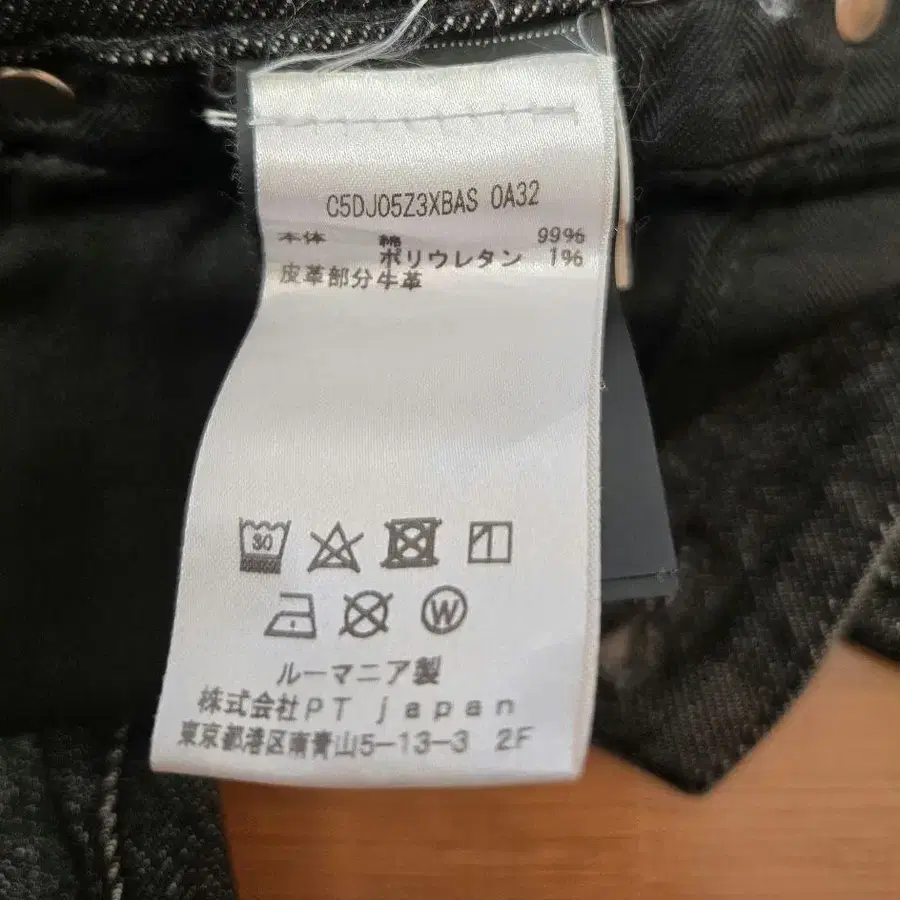 C5DJ05Z3XBAS 0A32
本体 綿 99%
ポリウレタン 1%
皮革部分牛革
30
W
ルーマニア製
株式会社PT japan
東京都港区南青山5-13-3 2F